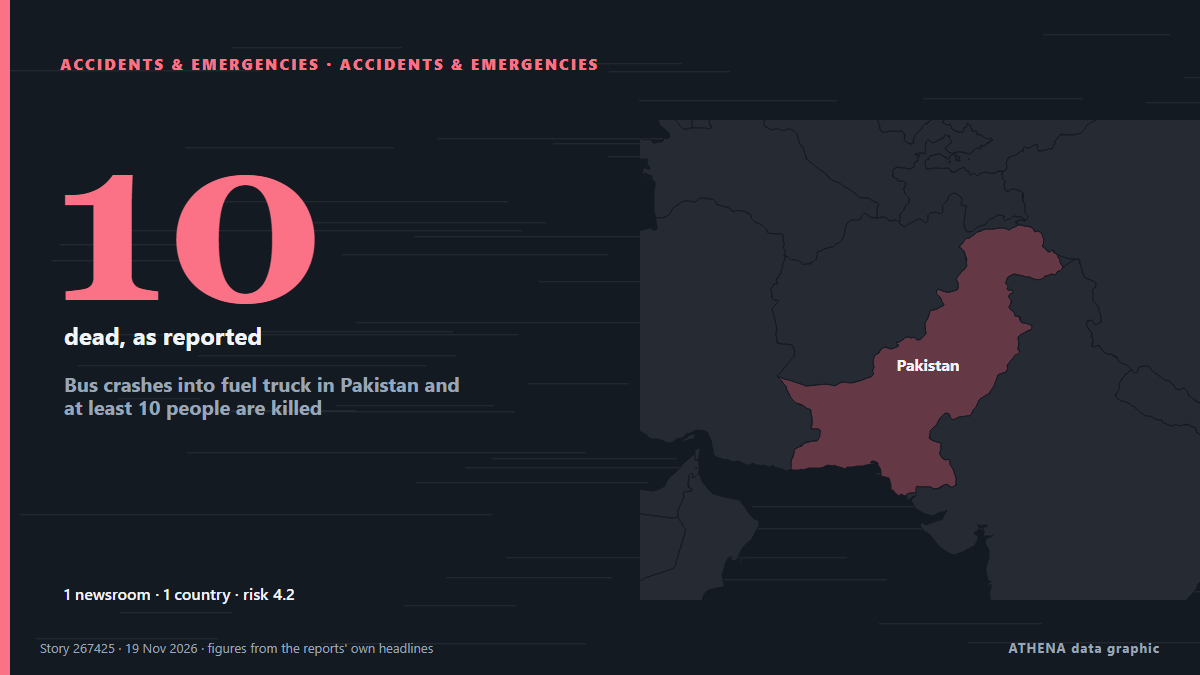 ACCIDENTS & EMERGENCIES · ACCIDENTS & EMERGENCIES
10
dead, as reported
Bus crashes into fuel truck in Pakistan and
at least 10 people are killed
Pakistan
1 newsroom · 1 country · risk 4.2
Story 267425 · 19 Nov 2026 · figures from the reports' own headlines
ATHENA data graphic